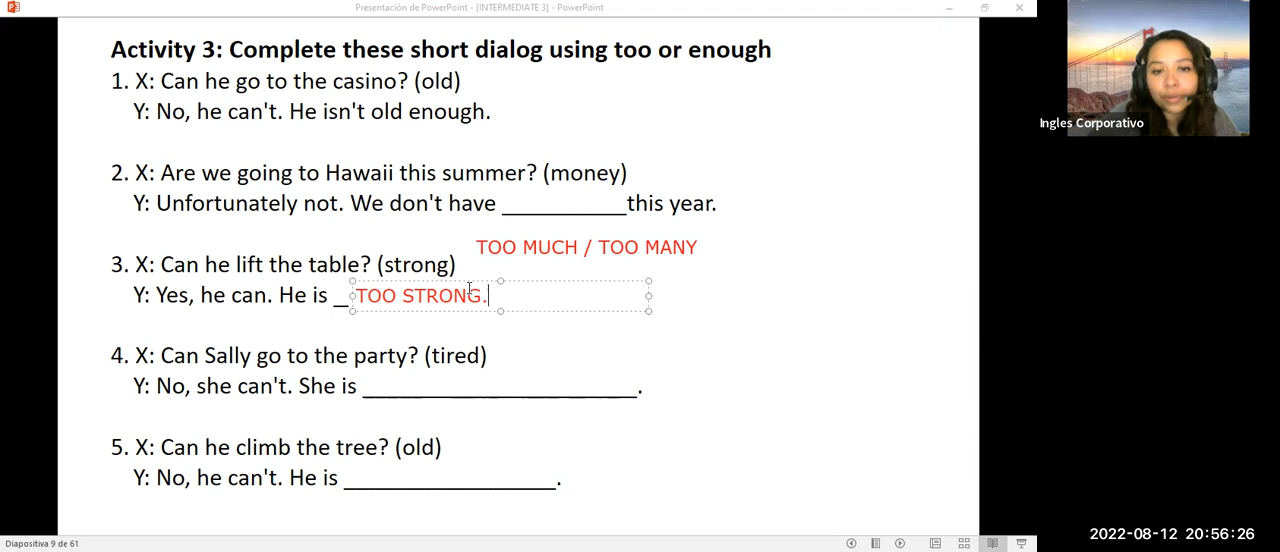 Presentación de PowerPoint - [INTERMEDIATE 3] - PowerPoint
Activity 3: Complete these short dialog using too or enough
1. X: Can he go to the casino? (old)
Y: No, he can't. He isn't old enough.
Ingles Corporativo
2. X: Are we going to Hawaii this summer? (money)
Y: Unfortunately not. We don't have __________this year.
TOO MUCH / TOO MANY
3. X: Can he lift the table? (strong)
Y: Yes, he can. He is _ TOO STRONG.
4. X: Can Sally go to the party? (tired)
Y: No, she can't. She is ______________________.
5. X: Can he climb the tree? (old)
Y: No, he can't. He is _________________.
2022-08-12 20:56:26
Diapositiva 9 de 61